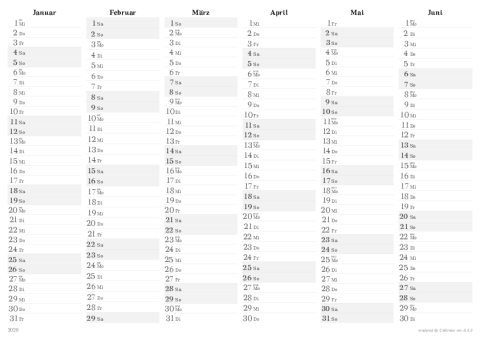 Januar
1 Mi
2 Do
3 Fr
4 Sa
5 So
6 Mo
7 Di
8 Mi
9 Do
10 Fr
11 Sa
12 So
13 Mo
14 Di
15 Mi
16 Do
17 Fr
18 Sa
19 So
20 Mo
21 Di
22 Mi
23 Do
24 Fr
25 Sa
26 So
27 Mo
28 Di
29 Mi
30 Do
31 Fr
Februar
1 Sa
2 So
3 Mo
4 Di
5 Mi
6 Do
7 Fr
8 Sa
9 So
10 Mo
11 Di
12 Mi
13 Do
14 Fr
15 Sa
16 So
17 Mo
18 Di
19 Mi
20 Do
21 Fr
22 Sa
23 So
24 Mo
25 Di
26 Mi
27 Do
28 Fr
29 Sa
März
1 So
2 Mo
3 Di
4 Mi
5 Do
6 Fr
7 Sa
8 So
9 Mo
10 Di
11 Mi
12 Do
13 Fr
14 Sa
15 So
16 Mo
17 Di
18 Mi
19 Do
20 Fr
21 Sa
22 So
23 Mo
24 Di
25 Mi
26 Do
27 Fr
28 Sa
29 So
30 Mo
31 Di
April
1 Mi
2 Do
3 Fr
4 Sa
5 So
6 Mo
7 Di
8 Mi
9 Do
10 Fr
11 Sa
12 So
13 Mo
14 Di
15 Mi
16 Do
17 Fr
18 Sa
19 So
20 Mo
21 Di
22 Mi
23 Do
24 Fr
25 Sa
26 So
27 Mo
28 Di
29 Mi
30 Do
Mai
1 Fr
2 Sa
3 So
4 Mo
5 Di
6 Mi
7 Do
8 Fr
9 Sa
10 So
11 Mo
12 Di
13 Mi
14 Do
15 Fr
16 Sa
17 So
18 Mo
19 Di
20 Mi
21 Do
22 Fr
23 Sa
24 So
25 Mo
26 Di
27 Mi
28 Do
29 Fr
30 Sa
31 So
Juni
1 Mo
2 Di
3 Mi
4 Do
5 Fr
6 Sa
7 So
8 Mo
9 Di
10 Mi
11 Do
12 Fr
13 Sa
14 So
15 Mo
16 Di
17 Mi
18 Do
19 Fr
20 Sa
21 So
22 Mo
23 Di
24 Mi
25 Do
26 Fr
27 Sa
28 So
29 Mo
30 Di
2020